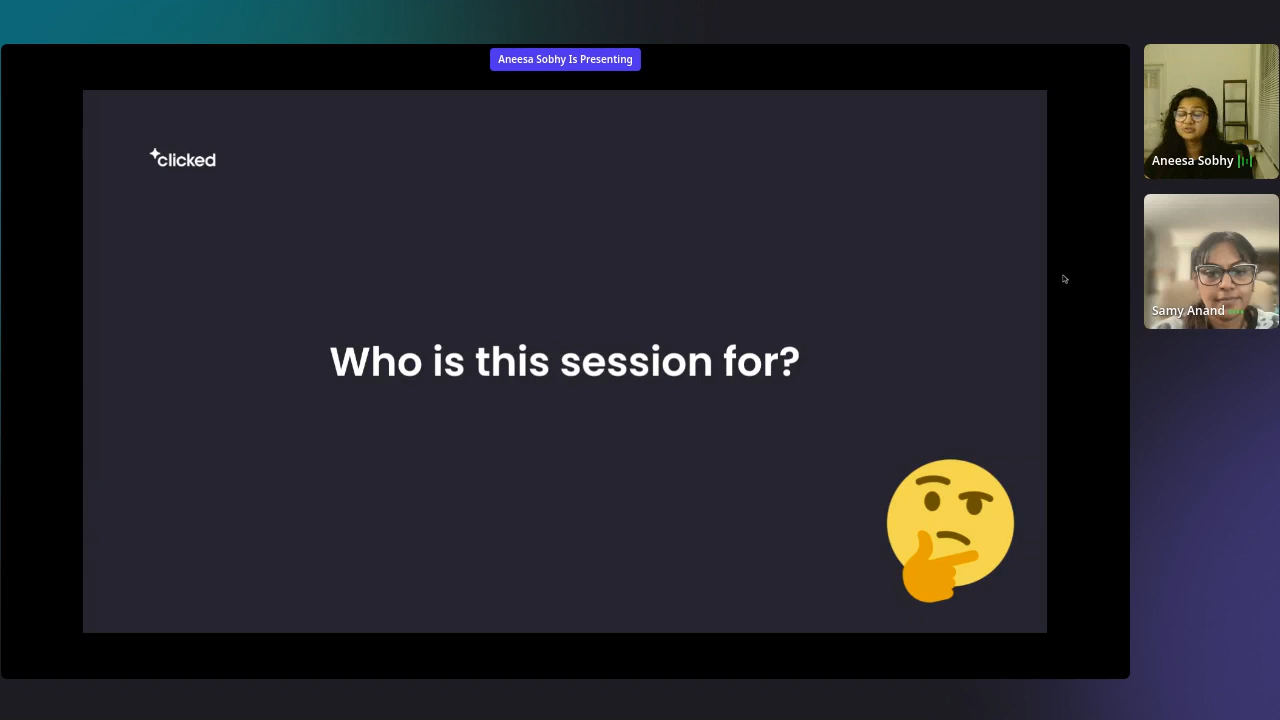 Aneesa Sobhy Is Presenting
clicked
Who is this session for?
Aneesa Sobhy
Samy Anand